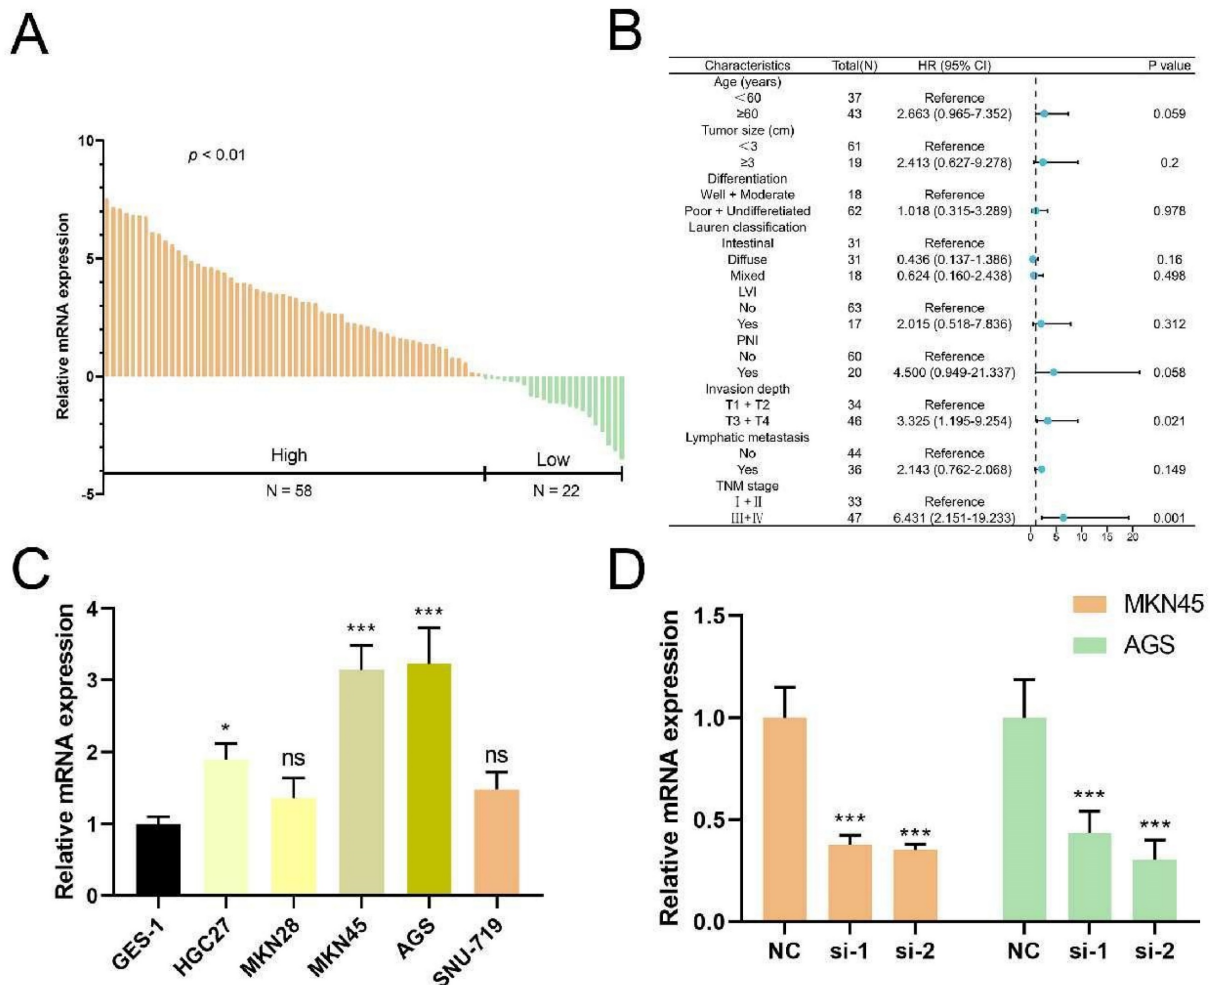 A
Relative mRNA expression
10
5
0
-5
p < 0.01
High
Low
N = 58
N = 22
B
Characteristics Total(N) HR (95% CI) P value
Age (years)
<60 37 Reference
≥60 43 2.663 (0.965-7.352) 0.059
Tumor size (cm)
<3 61 Reference
≥3 19 2.413 (0.627-9.278) 0.2
Differentiation
Well + Moderate 18 Reference
Poor + Undifferetiated 62 1.018 (0.315-3.289) 0.978
Lauren classification
Intestinal 31 Reference
Diffuse 31 0.436 (0.137-1.386) 0.16
Mixed 18 0.624 (0.160-2.438) 0.498
LVI
No 63 Reference
Yes 17 2.015 (0.518-7.836) 0.312
PNI
No 60 Reference
Yes 20 4.500 (0.949-21.337) 0.058
Invasion depth
T1 + T2 34 Reference
T3 + T4 46 3.325 (1.195-9.254) 0.021
Lymphatic metastasis
No 44 Reference
Yes 36 2.143 (0.762-2.068) 0.149
TNM stage
Ⅰ + Ⅱ 33 Reference
Ⅲ+Ⅳ 47 6.431 (2.151-19.233) 0.001
0 5 10 15 20
C
Relative mRNA expression
4
3
2
1
0
*
ns
***
***
ns
GES-1 HGC27 MKN28 MKN45 AGS SNU-719
D
MKN45
AGS
Relative mRNA expression
1.5
1.0
0.5
0.0
*** *** *** ***
NC si-1 si-2 NC si-1 si-2